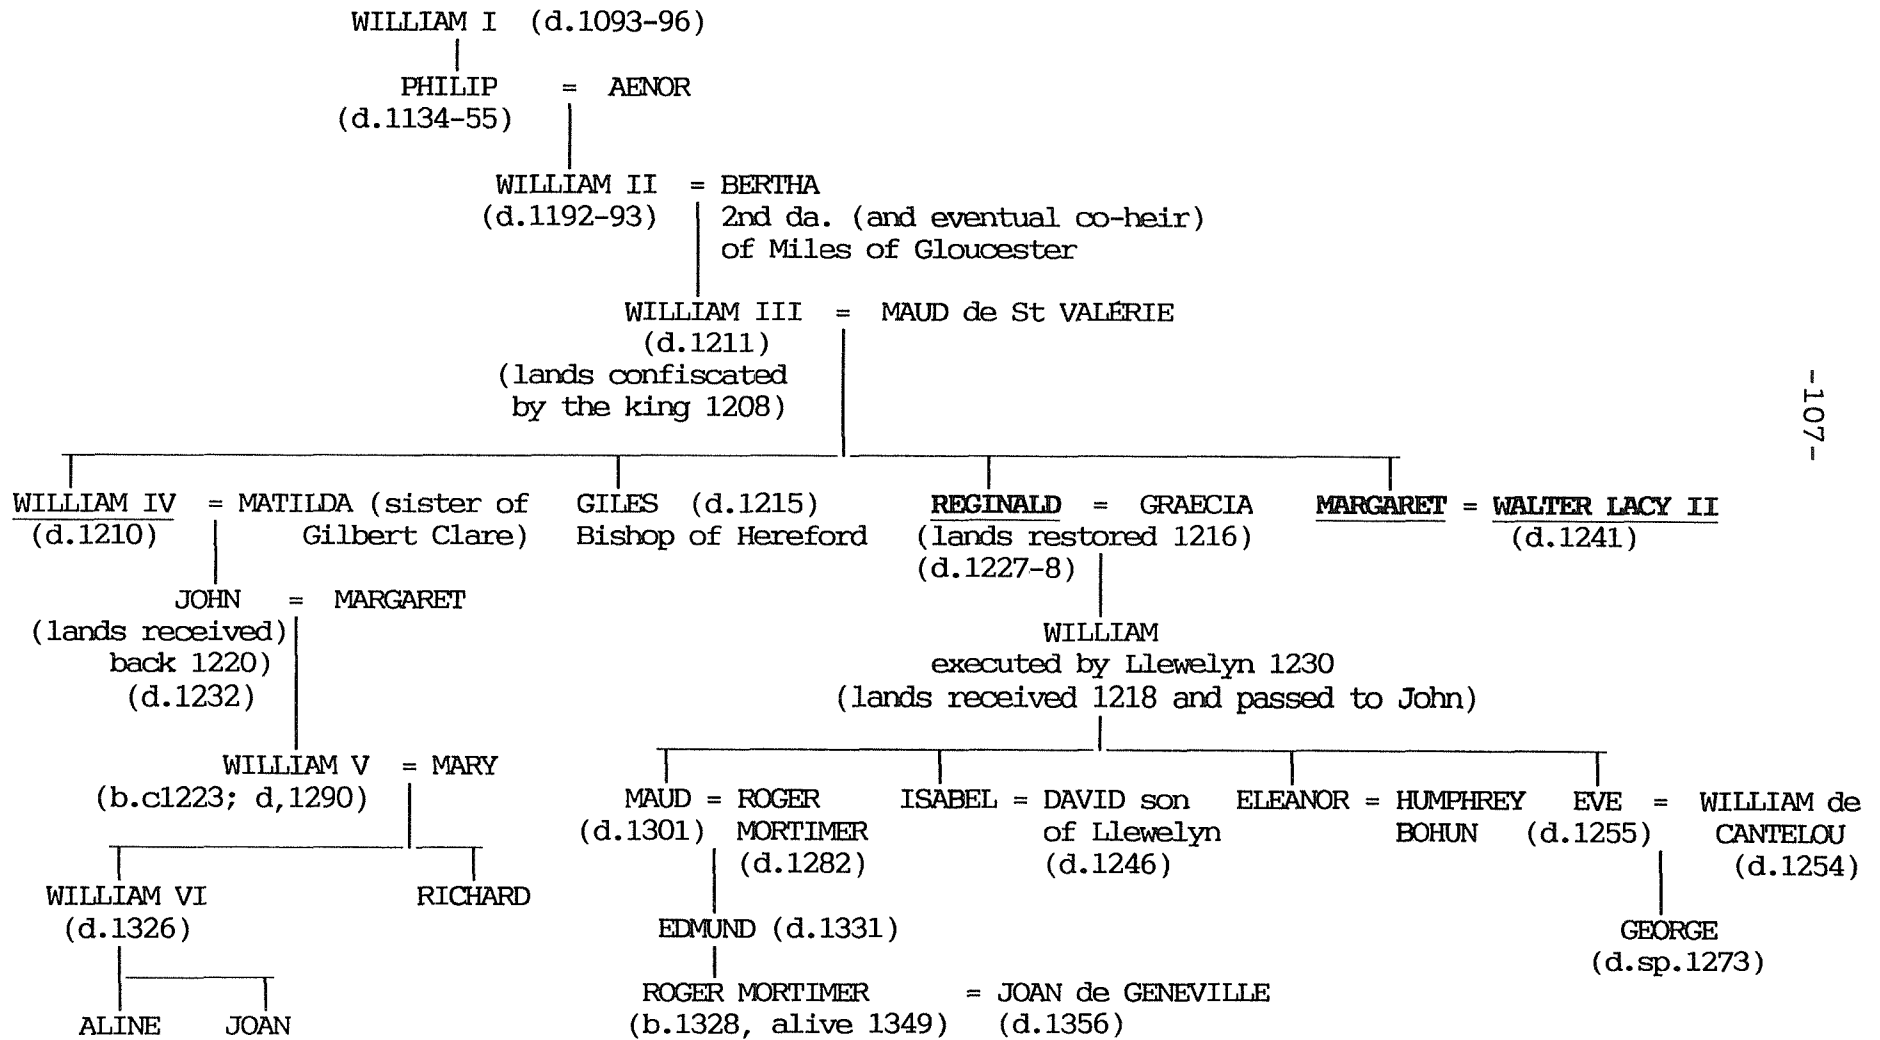 WILLIAM I (d.1093-96)
PHILIP = AENOR
(d.1134-55)
WILLIAM II = BERTHA
(d.1192-93) 2nd da. (and eventual co-heir)
of Miles of Gloucester
WILLIAM III = MAUD de St VALÉRIE
(d.1211)
(lands confiscated
by the king 1208)
-107-
WILLIAM IV = MATILDA (sister of GILES (d.1215) REGINALD = GRAECIA MARGARET = WALTER LACY II
(d.1210) Gilbert Clare) Bishop of Hereford (lands restored 1216) (d.1241)
(d.1227-8)
JOHN = MARGARET
(lands received) WILLIAM
back 1220) executed by Llewelyn 1230
(d.1232) (lands received 1218 and passed to John)
WILLIAM V = MARY
(b.c1223; d,1290) MAUD = ROGER ISABEL = DAVID son ELEANOR = HUMPHREY EVE = WILLIAM de
(d.1301) MORTIMER of Llewelyn BOHUN (d.1255) CANTELOU
(d.1282) (d.1246) (d.1254)
WILLIAM VI RICHARD
(d.1326) EDMUND (d.1331) GEORGE
(d.sp.1273)
ROGER MORTIMER = JOAN de GENEVILLE
ALINE JOAN (b.1328, alive 1349) (d.1356)